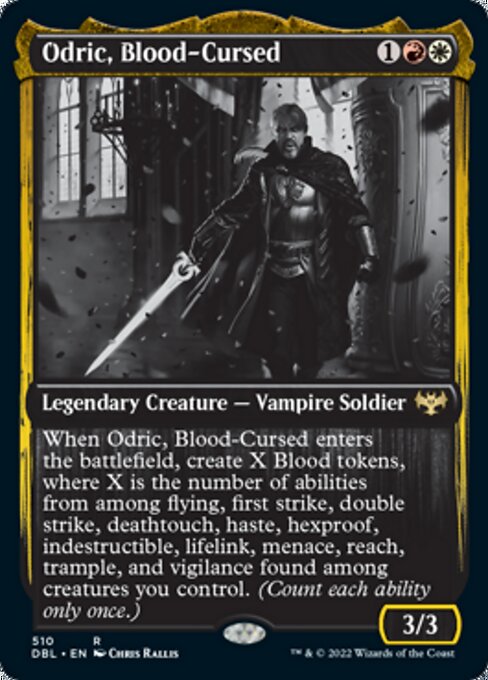 Odric, Blood-Cursed 1
Legendary Creature — Vampire Soldier
When Odric, Blood-Cursed enters
the battlefield, create X Blood tokens,
where X is the number of abilities
from among flying, first strike, double
strike, deathtouch, haste, hexproof,
indestructible, lifelink, menace, reach,
trample, and vigilance found among
creatures you control. (Count each ability
only once.)
3/3
510 R
DBL • EN Chris Rallis
™ & © 2022 Wizards of the Coast